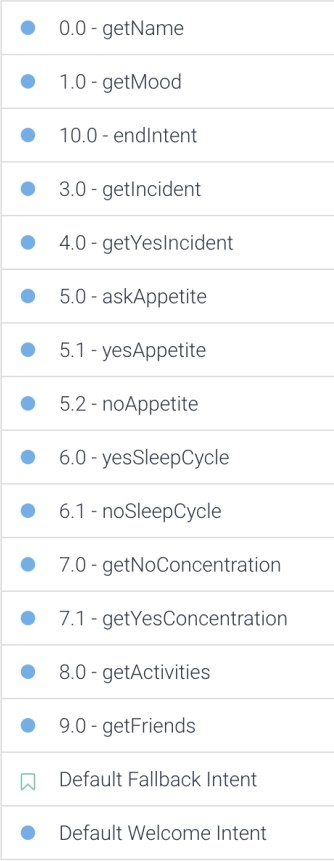 0.0 - getName
1.0 - getMood
10.0 - endIntent
3.0 - getIncident
4.0 - getYesIncident
5.0 - askAppetite
5.1 - yesAppetite
5.2 - noAppetite
6.0 - yesSleepCycle
6.1 - noSleepCycle
7.0 - getNoConcentration
7.1 - getYesConcentration
8.0 - getActivities
9.0 - getFriends
Default Fallback Intent
Default Welcome Intent